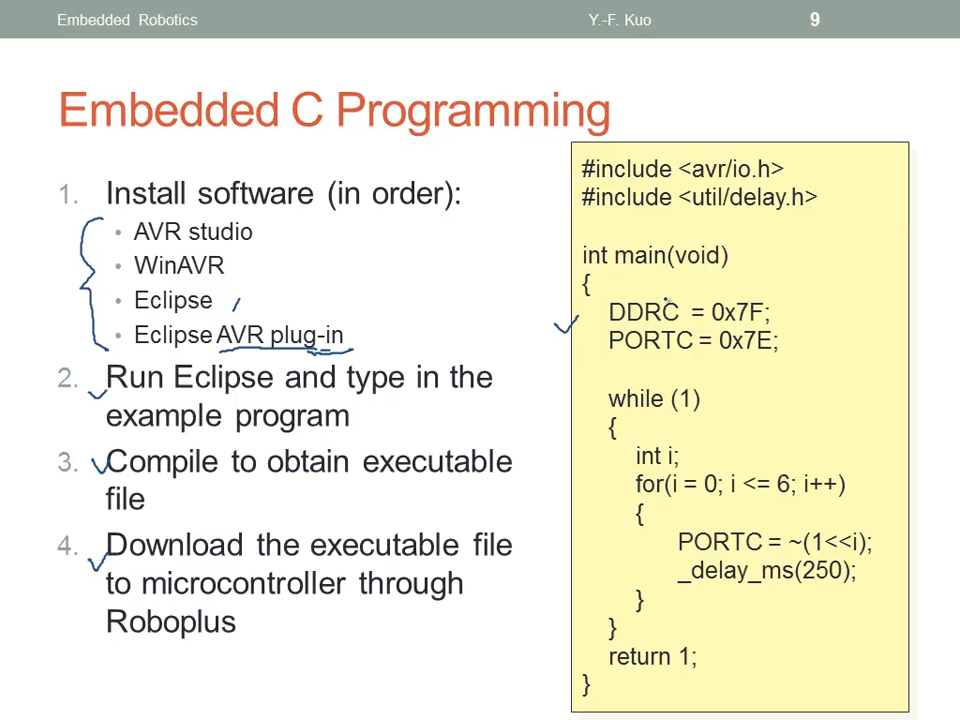 Embedded Robotics
Y.-F. Kuo
9
Embedded C Programming
1. Install software (in order):
• AVR studio
• WinAVR
• Eclipse
• Eclipse AVR plug-in
2. Run Eclipse and type in the
example program
3. Compile to obtain executable
file
4. Download the executable file
to microcontroller through
Roboplus
#include <avr/io.h>
#include <util/delay.h>
int main(void)
{
DDRC = 0x7F;
PORTC = 0x7E;
while (1)
{
int i;
for(i = 0; i <= 6; i++)
{
PORTC = ~(1<<i);
_delay_ms(250);
}
}
return 1;
}